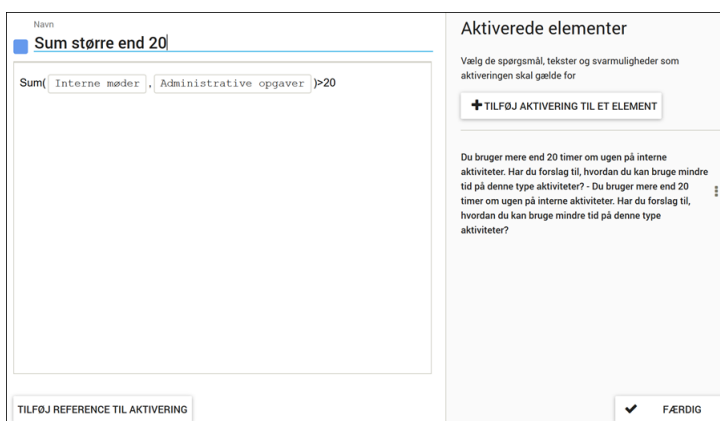 Navn
Sum større end 20
Sum( Interne møder , Administrative opgaver )>20
TILFØJ REFERENCE TIL AKTIVERING
Aktiverede elementer
Vælg de spørgsmål, tekster og svarmuligheder som
aktiveringen skal gælde for
+TILFØJ AKTIVERING TIL ET ELEMENT
Du bruger mere end 20 timer om ugen på interne
aktiviteter. Har du forslag til, hvordan du kan bruge mindre
tid på denne type aktiviteter? - Du bruger mere end 20
timer om ugen på interne aktiviteter. Har du forslag til,
hvordan du kan bruge mindre tid på denne type
aktiviteter?
FÆRDIG